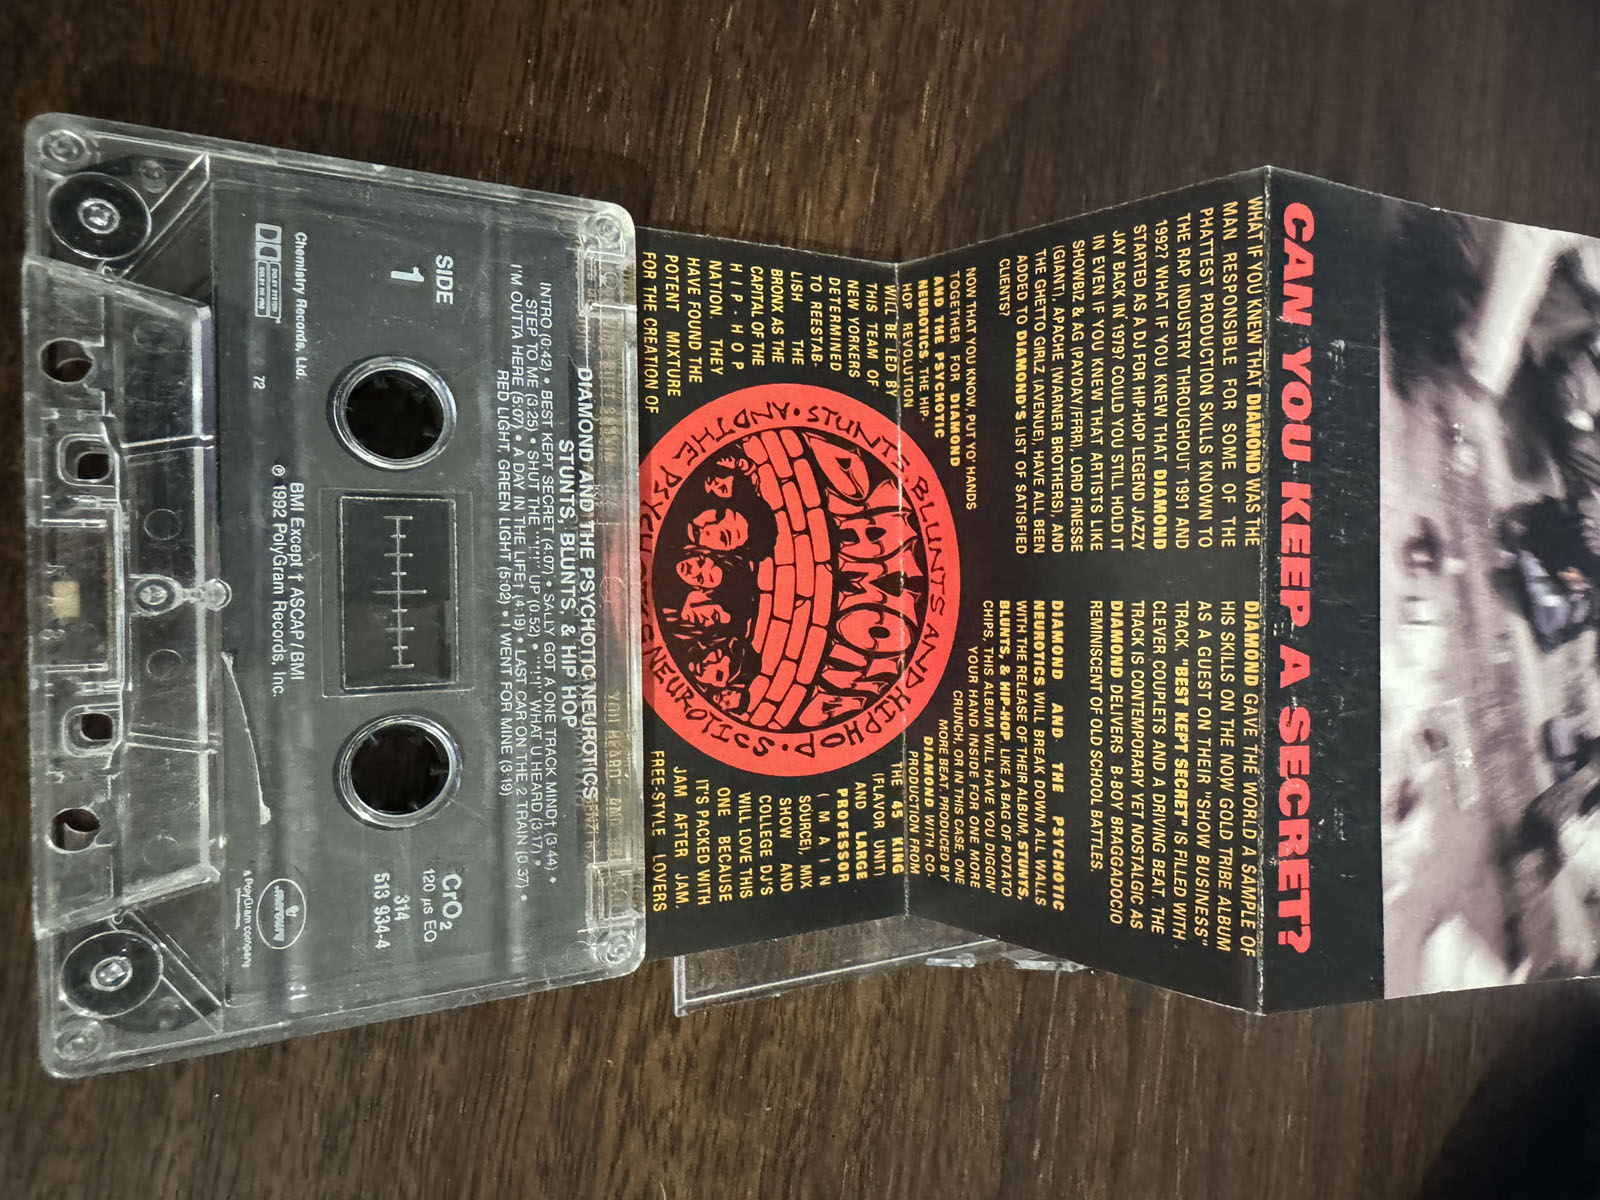 CAN YOU KEEP A SECRET?
WHAT IF YOU KNEW THAT DIAMOND WAS THE
MAN RESPONSIBLE FOR SOME OF THE
PHATTEST PRODUCTION SKILLS KNOWN TO
THE RAP INDUSTRY THROUGHOUT 1991 AND
1992? WHAT IF YOU KNEW THAT DIAMOND
STARTED AS A DJ FOR HIP-HOP LEGEND JAZZY
JAY BACK IN 1979? COULD YOU STILL HOLD IT
IN EVEN IF YOU KNEW THAT ARTISTS LIKE
SHOWBIZ & AG (PAYDAY/FFRR), LORD FINESSE
(GIANT), APACHE (WARNER BROTHERS), AND
THE GHETTO GIRLZ (AVENUE), HAVE ALL BEEN
ADDED TO DIAMOND'S LIST OF SATISFIED
CLIENTS?
DIAMOND GAVE THE WORLD A SAMPLE OF
HIS SKILLS ON THE NOW GOLD TRIBE ALBUM
AS A GUEST ON THEIR "SHOW BUSINESS"
TRACK. "BEST KEPT SECRET" IS FILLED WITH
CLEVER COUPLETS AND A DRIVING BEAT. THE
TRACK IS CONTEMPORARY YET NOSTALGIC AS
DIAMOND DELIVERS B-BOY BRAGGADOCIO
REMINISCENT OF OLD SCHOOL BATTLES.
DIAMOND AND THE PSYCHOTIC
NEUROTICS WILL BREAK DOWN ALL WALLS
WITH THE RELEASE OF THEIR ALBUM, STUNTS,
BLUNTS, & HIP-HOP. LIKE A BAG OF POTATO
CHIPS, THIS ALBUM WILL HAVE YOU DIGGIN'
YOUR HAND INSIDE FOR ONE MORE
CRUNCH, OR IN THIS CASE, ONE
MORE BEAT. PRODUCED BY
DIAMOND WITH CO-
PRODUCTION FROM
THE 45 KING
(FLAVOR UNIT)
AND LARGE
PROFESSOR
(MAIN
SOURCE), MIX
SHOW AND
COLLEGE DJ'S
WILL LOVE THIS
ONE BECAUSE
IT'S PACKED WITH
JAM AFTER JAM.
FREE-STYLE LOVERS
NOW THAT YOU KNOW, PUT YO' HANDS
TOGETHER FOR DIAMOND
AND THE PSYCHOTIC
NEUROTICS. THE HIP-
HOP REVOLUTION
WILL BE LED BY
THIS TEAM OF
NEW YORKERS
DETERMINED
TO REESTAB-
LISH THE
BRONX AS THE
CAPITAL OF THE
HIP-HOP
NATION. THEY
HAVE FOUND THE
POTENT MIXTURE
FOR THE CREATION OF
STUNTS BLUNTS AND HIPHOP
DIAMOND
AND THE PSYCHOTIC NEUROTICS
DIAMOND AND THE PSYCHOTIC NEUROTICS
STUNTS, BLUNTS, & HIP HOP
INTRO (0:42) • BEST KEPT SECRET (4:07) • SALLY GOT A ONE TRACK MIND† (3:44) •
STEP TO ME (3:25) • SHUT THE "!!*!*" UP (0:52) • "!*!*!" WHAT U HEARD (3:17) •
I'M OUTTA HERE (5:07) • A DAY IN THE LIFE† (4:19) • LAST CAR ON THE 2 TRAIN (0:37) •
RED LIGHT, GREEN LIGHT (5:02) • I WENT FOR MINE (3:19)
SIDE
1
CrO2
120 µS EQ
314
513 934-4
Chemistry Records, Ltd.
BMI Except † ASCAP / BMI
℗ 1992 PolyGram Records, Inc.
72
DOLBY SYSTEM
DOLBY HX PRO
mercury
a PolyGram company